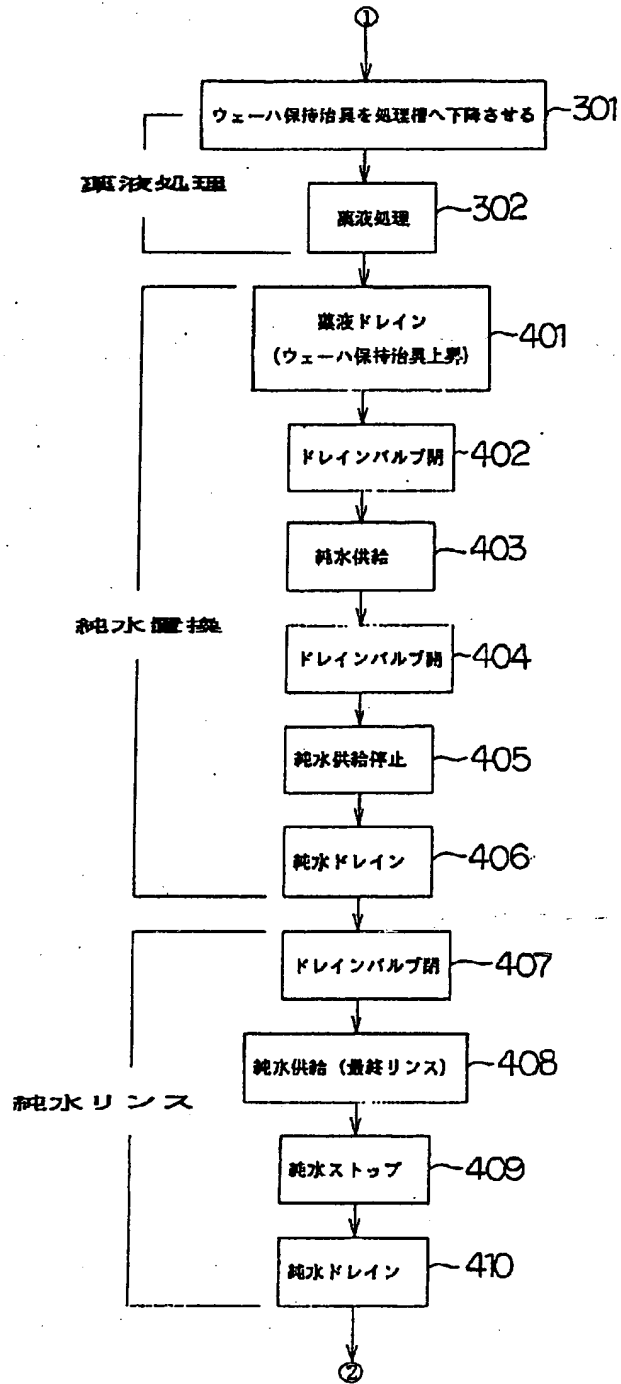 ①
ウェーハ保持治具を処理槽へ下降させる 301
薬液処理
薬液処理 302
薬液ドレイン
(ウェーハ保持治具上昇) 401
ドレインバルブ閉 402
純水供給 403
純水置換
ドレインバルブ開 404
純水供給停止 405
純水ドレイン 406
ドレインバルブ閉 407
純水供給（最終リンス） 408
純水リンス
純水ストップ 409
純水ドレイン 410
②